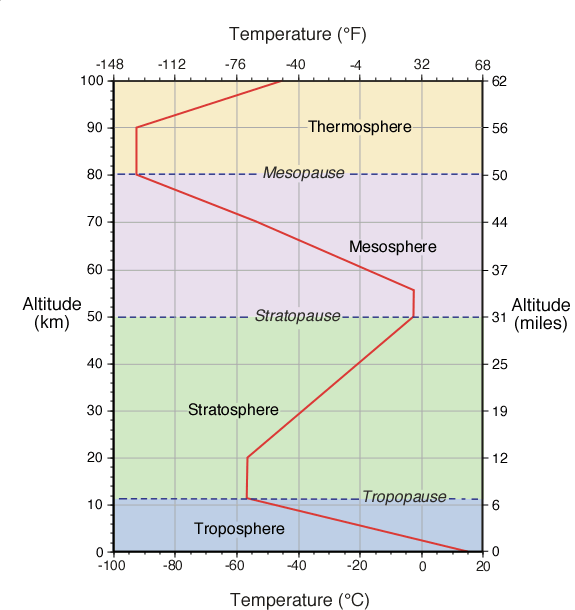 Temperature (°F)
-148 -112 -76 -40 -4 32 68
100 62
90 Thermosphere 56
80 Mesopause 50
70 44
Mesosphere
60 37
Altitude (km) Altitude (miles)
50 Stratopause 31
40 25
30 Stratosphere 19
20 12
Tropopause
10 6
Troposphere
0 0
-100 -80 -60 -40 -20 0 20
Temperature (°C)